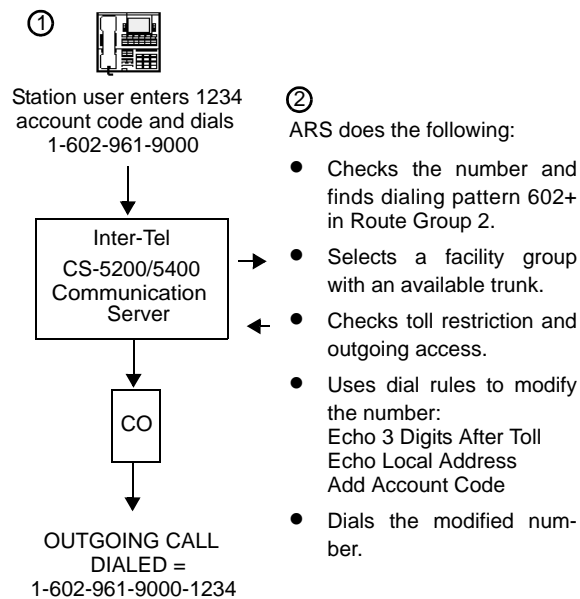 ①
Station user enters 1234
account code and dials
1-602-961-9000
Inter-Tel
CS-5200/5400
Communication
Server
CO
OUTGOING CALL
DIALED =
1-602-961-9000-1234
②
ARS does the following:
● Checks the number and
finds dialing pattern 602+
in Route Group 2.
● Selects a facility group
with an available trunk.
● Checks toll restriction and
outgoing access.
● Uses dial rules to modify
the number:
Echo 3 Digits After Toll
Echo Local Address
Add Account Code
● Dials the modified num-
ber.